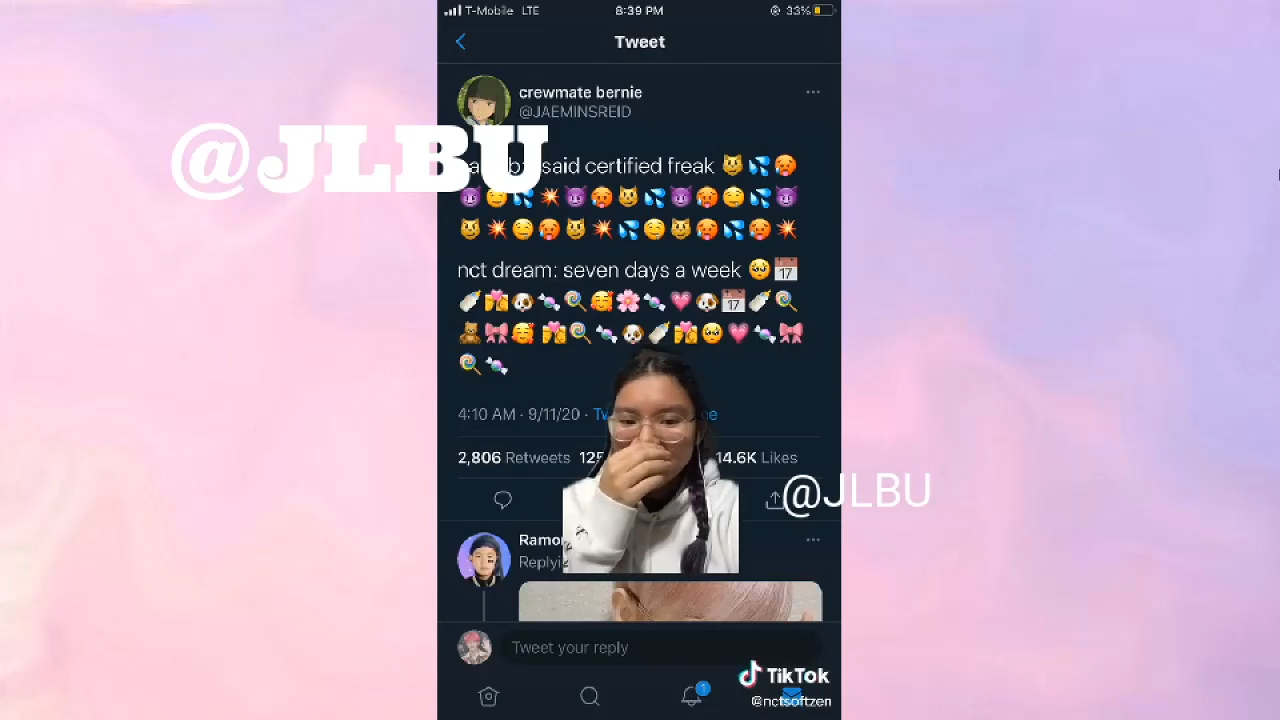 T-Mobile LTE 8:39 PM 33%
Tweet
crewmate bernie
@JAEMINSREID
@JLBU
said certified freak 😼💦🥵
😈🤤💦💥😈🥵😼💦😈🥵🤤💦😈
😼💥🤤🥵😼💥💦🤤😼🥵💦🥵💥
nct dream: seven days a week 🥺📅
🍼💏🐶🍬🍭🥰🌸🍬💗🐶📅🍼🍭
🧸🎀🥰💏🍭🍬🐶🍼💏🥺💗🍬🎀
🍭🍬
4:10 AM · 9/11/20 ·
2,806 Retweets 14.6K Likes
@JLBU
Tweet your reply
TikTok
@nctsoftzen